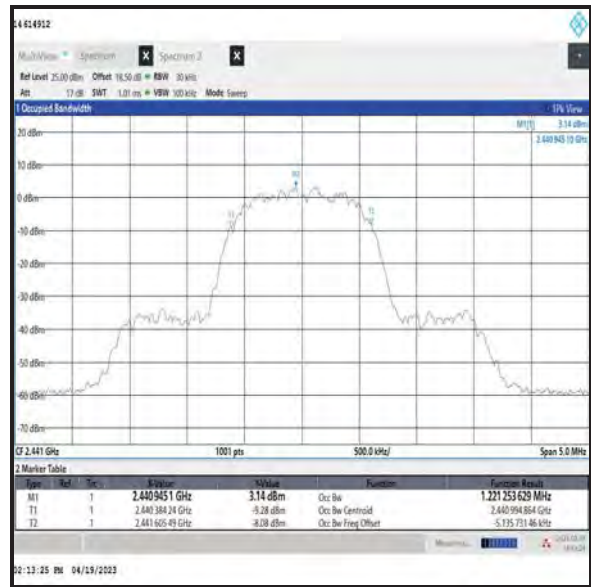 14 614912
MultiView Spectrum X Spectrum 2 X
Ref Level 25.00 dBm Offset 18.50 dB RBW 30 kHz
Att 17 dB SWT 1.01 ms VBW 100 kHz Mode Sweep
1 Occupied Bandwidth 1Pk View
M1[1] 3.14 dBm
2.440 945 10 GHz
20 dBm
10 dBm
M1
0 dBm
T1 T2
-10 dBm
-20 dBm
-30 dBm
-40 dBm
-50 dBm
-60 dBm
-70 dBm
CF 2.441 GHz 1001 pts 500.0 kHz/ Span 5.0 MHz
2 Marker Table
Type Ref Trc X-Value Y-Value Function Function Result
M1 1 2.4409451 GHz 3.14 dBm Occ Bw 1.221 253 629 MHz
T1 1 2.440 384 24 GHz -9.28 dBm Occ Bw Centroid 2.440 994 864 GHz
T2 1 2.441 605 49 GHz -8.08 dBm Occ Bw Freq Offset -5.135 731 46 kHz
02:13:25 PM 04/19/2023